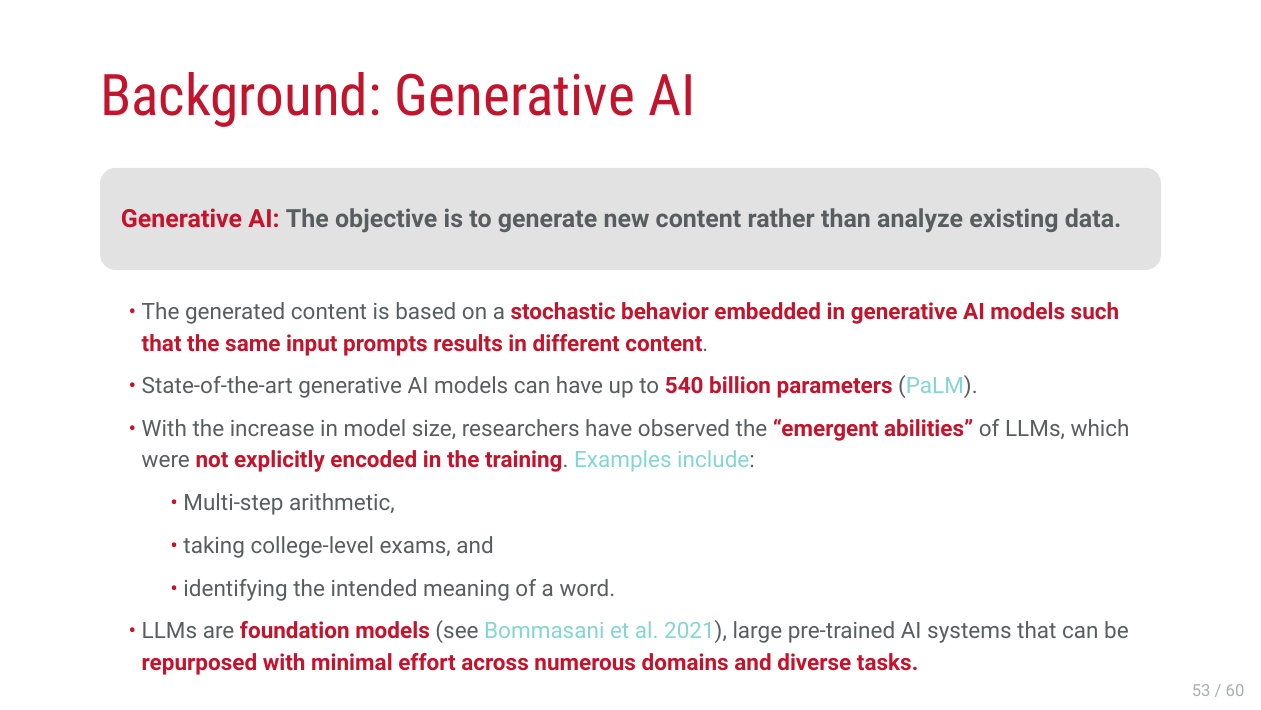 Background: Generative AI
Generative AI: The objective is to generate new content rather than analyze existing data.
• The generated content is based on a stochastic behavior embedded in generative AI models such
that the same input prompts results in different content.
• State-of-the-art generative AI models can have up to 540 billion parameters (PaLM).
• With the increase in model size, researchers have observed the “emergent abilities” of LLMs, which
were not explicitly encoded in the training. Examples include:
• Multi-step arithmetic,
• taking college-level exams, and
• identifying the intended meaning of a word.
• LLMs are foundation models (see Bommasani et al. 2021), large pre-trained AI systems that can be
repurposed with minimal effort across numerous domains and diverse tasks.
53 / 60